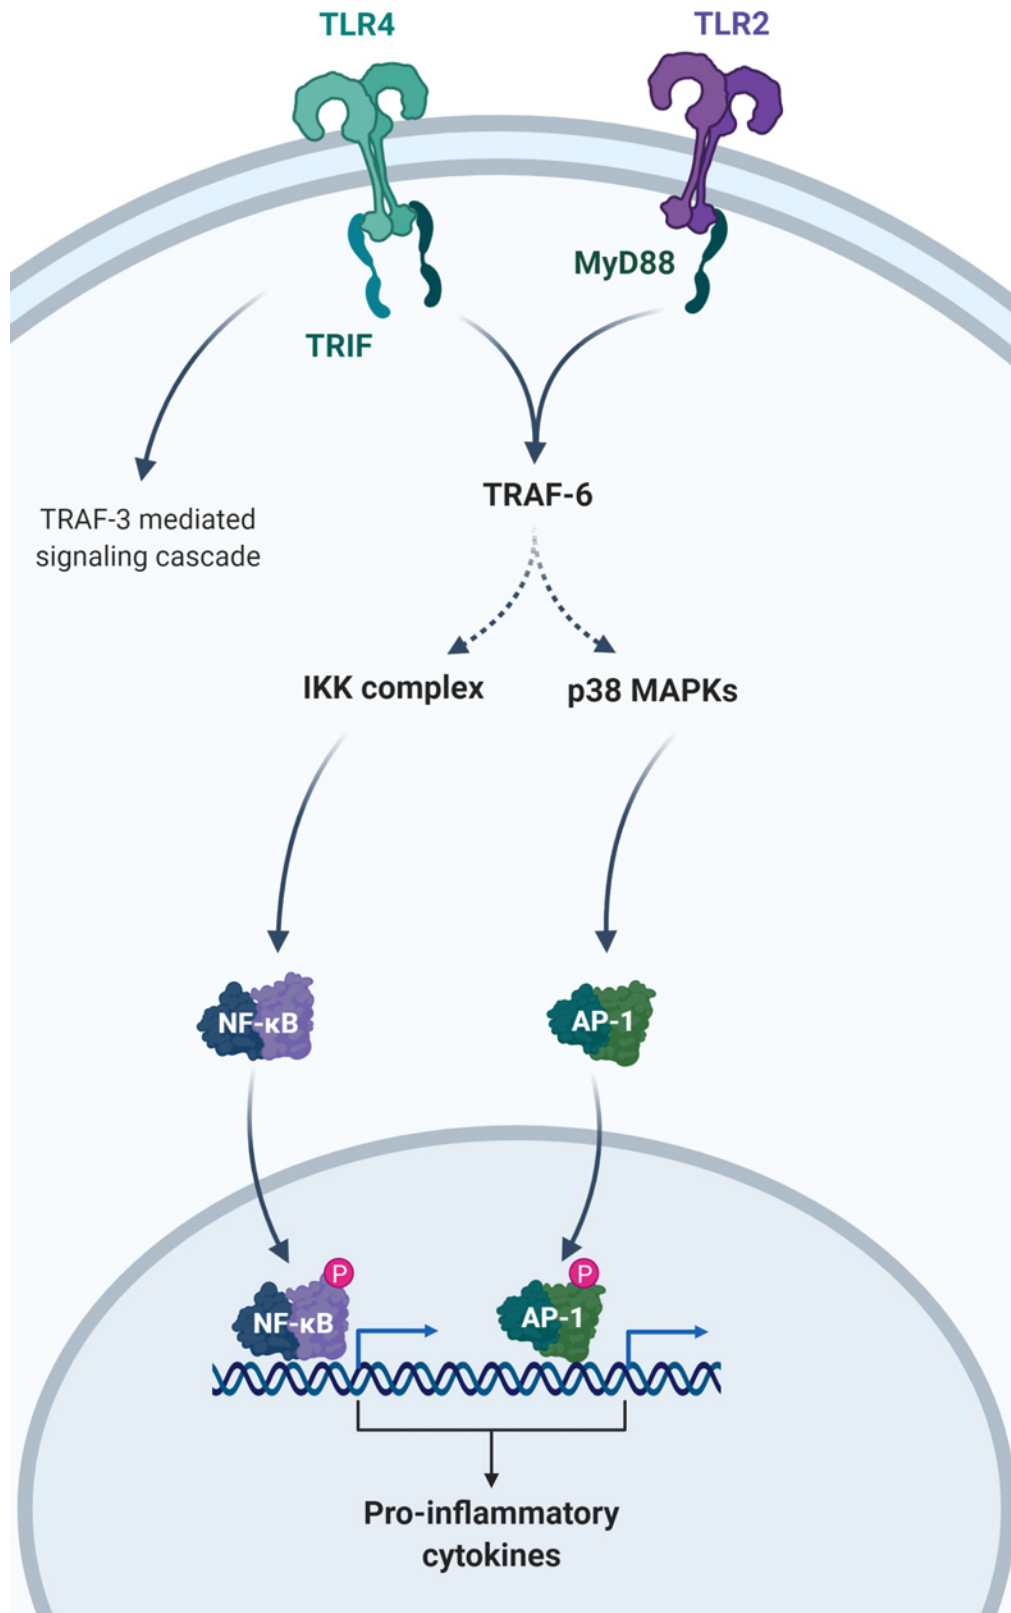 TLR4
TLR2
MyD88
TRIF
TRAF-6
TRAF-3 mediated
signaling cascade
IKK complex
p38 MAPKs
NF-κB
AP-1
P
P
NF-κB
AP-1
Pro-inflammatory
cytokines